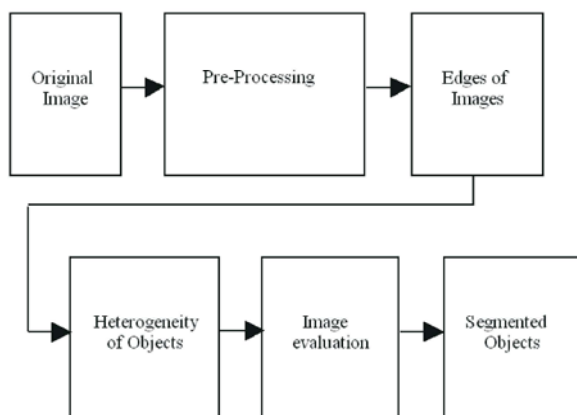 Original
Image
Pre-Processing
Edges of
Images
Heterogeneity
of Objects
Image
evaluation
Segmented
Objects